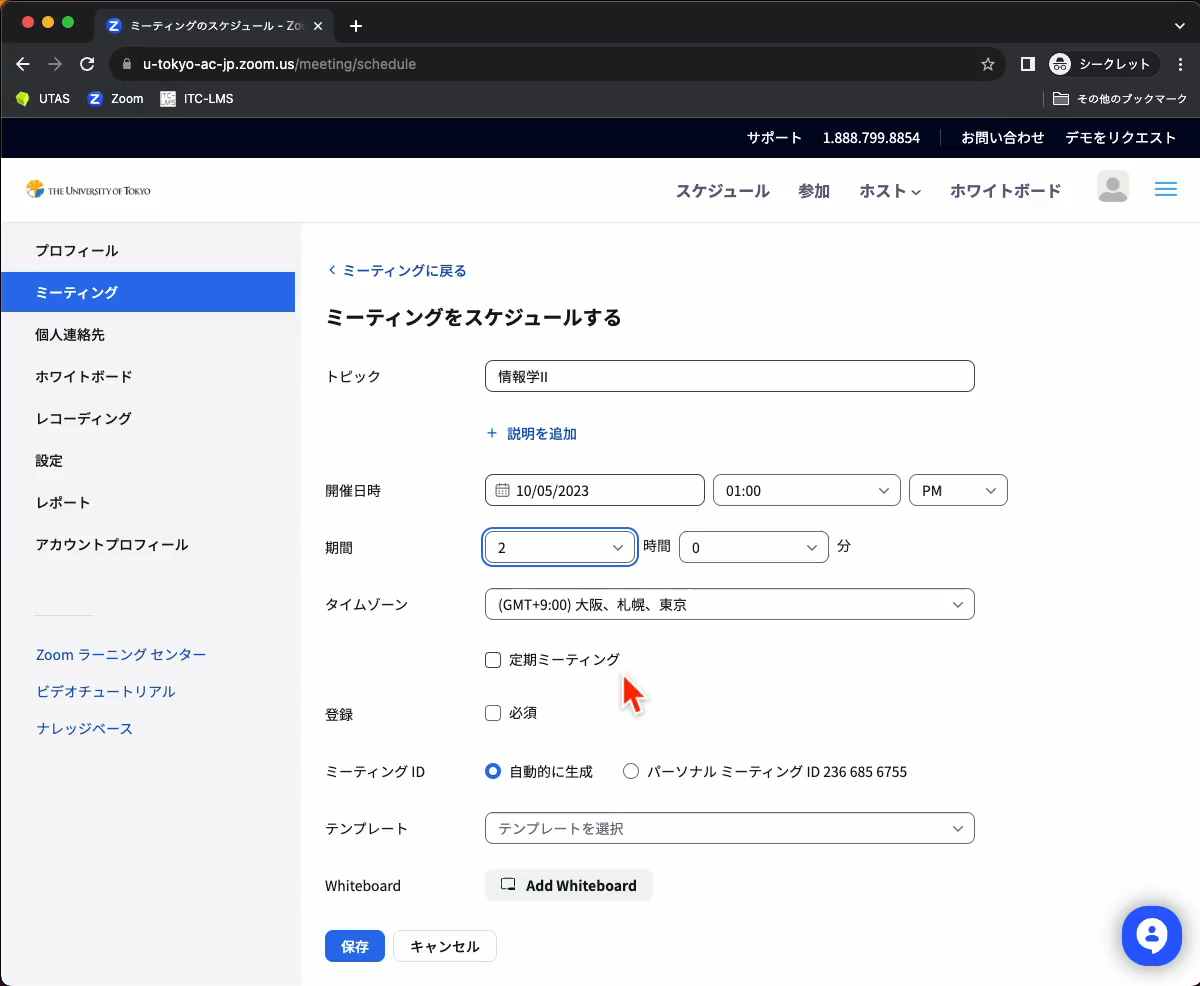 ミーティングのスケジュール - Zo
u-tokyo-ac-jp.zoom.us/meeting/schedule
シークレット
UTAS
Zoom
ITC-LMS
その他のブックマーク
サポート 1.888.799.8854 お問い合わせ デモをリクエスト
THE UNIVERSITY OF TOKYO
スケジュール 参加 ホスト ホワイトボード
プロフィール
ミーティング
個人連絡先
ホワイトボード
レコーディング
設定
レポート
アカウントプロフィール
Zoom ラーニング センター
ビデオチュートリアル
ナレッジベース
ミーティングに戻る
ミーティングをスケジュールする
トピック 情報学II
+ 説明を追加
開催日時 10/05/2023 01:00 PM
期間 2 時間 0 分
タイムゾーン (GMT+9:00) 大阪、札幌、東京
定期ミーティング
登録 必須
ミーティング ID 自動的に生成 パーソナル ミーティング ID 236 685 6755
テンプレート テンプレートを選択
Whiteboard Add Whiteboard
保存 キャンセル